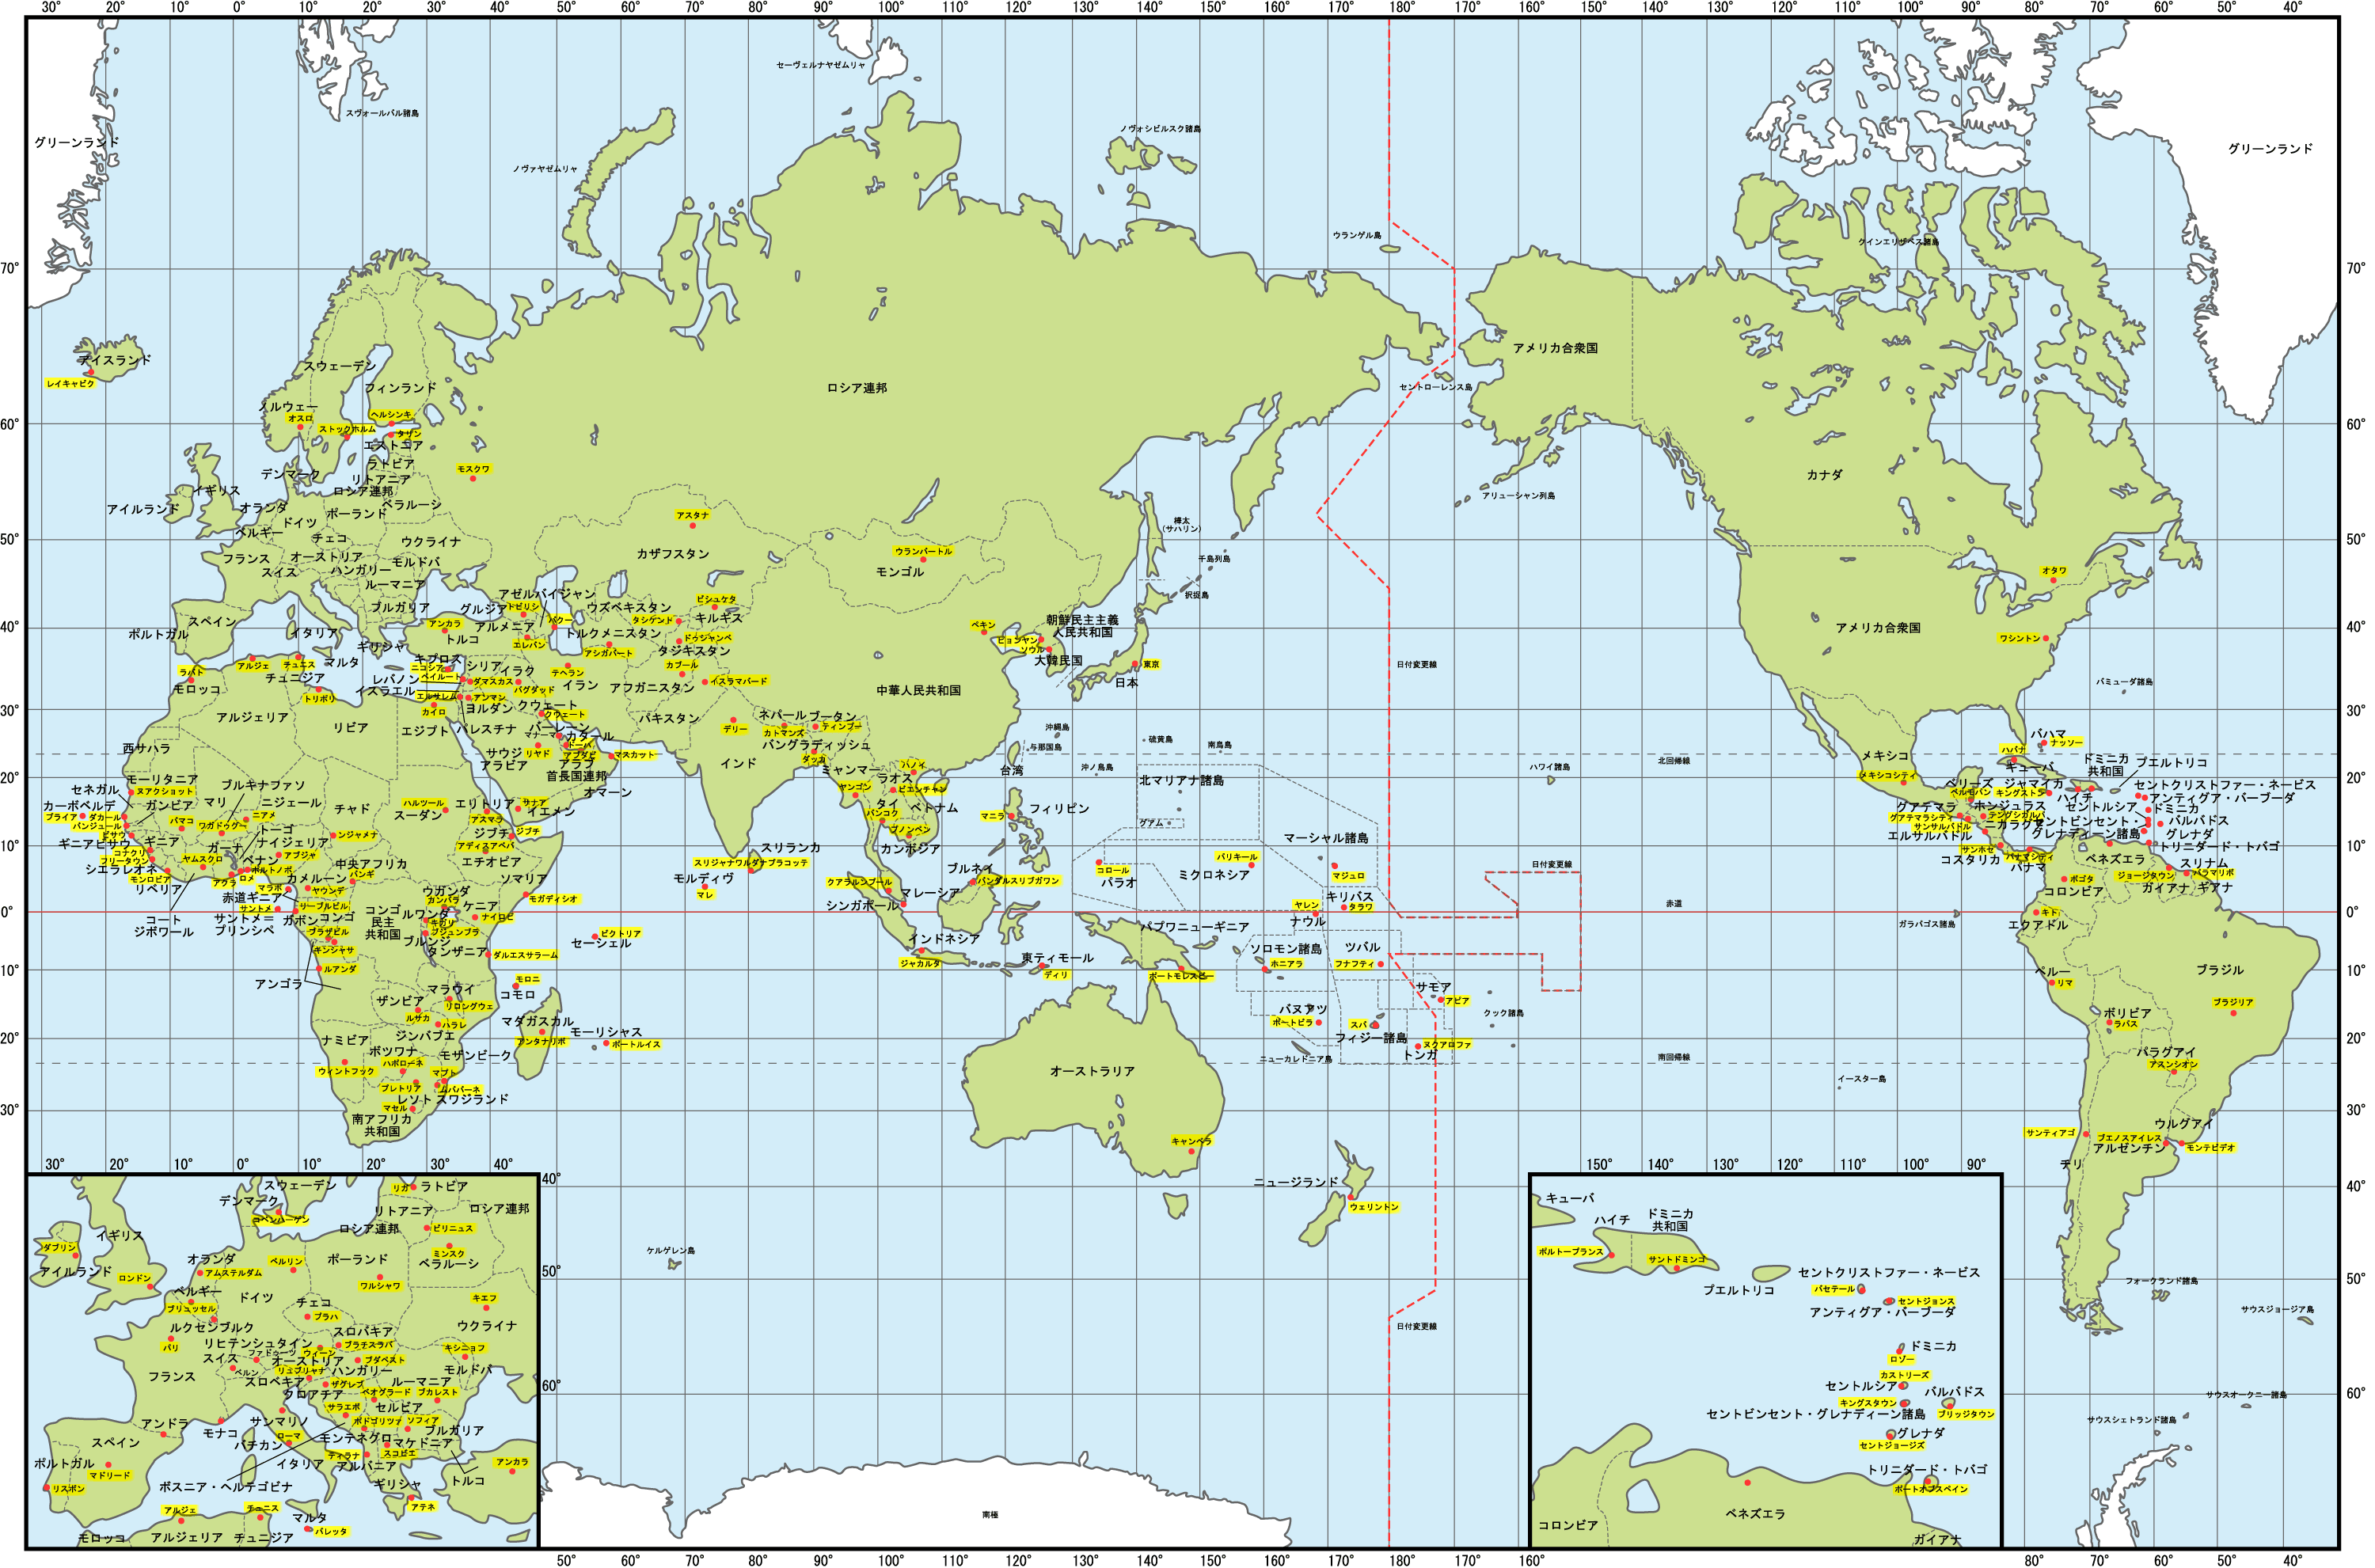 30° 20° 10° 0° 10° 20° 30° 40° 50° 60° 70° 80° 90° 100° 110° 120° 130° 140° 150° 160° 170° 180° 170° 160° 150° 140° 130° 120° 110° 100° 90° 80° 70° 60° 50° 40°
セーヴェルナヤゼムリャ
スヴォールバル諸島
ノヴォシビルスク諸島
グリーンランド
グリーンランド
ノヴァヤゼムリャ
ウランゲル島
クインエリザベス諸島
70°
70°
アイスランド
レイキャビク
スウェーデン
フィンランド
ノルウェー
オスロ
ヘルシンキ
ストックホルム
タリン
エストニア
ラトビア
リトアニア
ロシア連邦
デンマーク
モスクワ
ロシア連邦
セントローレンス島
アメリカ合衆国
カナダ
60°
60°
イギリス
アイルランド
オランダ
ベルギー
ドイツ
ポーランド
ベラルーシ
チェコ
ウクライナ
フランス
オーストリア
スイス
ハンガリー
モルドバ
ルーマニア
ブルガリア
アスタナ
カザフスタン
ウランバートル
モンゴル
樺太
(サハリン)
千島列島
択捉島
アリューシャン列島
50°
50°
オタワ
アメリカ合衆国
ワシントン
スペイン
ポルトガル
イタリア
ギリシャ
マルタ
アゼルバイジャン
グルジア
トビリシ
アルメニア
バクー
エレバン
アンカラ
トルコ
ウズベキスタン
タシケンド
ビシュケク
キルギス
トルクメニスタン
アシガバート
ドゥシャンベ
タジキスタン
ペキン
ピョンヤン
朝鮮民主主義
人民共和国
ソウル
大韓民国
東京
日本
日付変更線
40°
40°
ラバト
モロッコ
アルジェ
チュニス
チュニジア
トリポリ
キプロス
ニコシア
シリア
イラク
ベイルート
レバノン
ダマスカス
イスラエル
エルサレム
アンマン
バグダッド
テヘラン
イラン
カブール
アフガニスタン
イスラマバード
中華人民共和国
カイロ
ヨルダン
クウェート
クウェート
バミューダ諸島
30°
30°
アルジェリア
リビア
エジプト
パレスチナ
バーレーン
マナーマ
カタール
ドーハ
アブダビ
サウジ
アラビア
リヤド
アラブ
首長国連邦
マスカット
オマーン
パキスタン
デリー
ネパール
カトマンズ
ブータン
ティンプー
バングラディッシュ
ダッカ
インド
ミャンマー
ヤンゴン
ラオス
ハノイ
ビエンチャン
沖縄島
与那国島
台湾
硫黄島
南鳥島
沖ノ鳥島
北マリアナ諸島
ハワイ諸島
北回帰線
メキシコ
メキシコシティ
バハマ
ナッソー
ハバナ
キューバ
ドミニカ
共和国
プエルトリコ
20°
20°
西サハラ
モーリタニア
ヌアクショット
セネガル
カーボベルデ
プライア
ダカール
バンジュール
ガンビア
ビサウ
ギニアビサウ
ギニア
コナクリ
フリータウン
シエラレオネ
モンロビア
リベリア
マリ
バマコ
ブルキナファソ
ワガドゥグー
ニジェール
ニアメ
トーゴ
ガーナ
ベナン
ナイジェリア
アブジャ
ヤムスクロ
アクラ
ロメ
ポルトノボ
コート
ジボワール
チャド
ンジャメナ
ハルツール
スーダン
エリトリア
アスマラ
サナア
イエメン
ジブチ
ジブチ
アディスアベバ
エチオピア
中央アフリカ
バンギ
カメルーン
ヤウンデ
マラボ
赤道ギニア
リーブルビル
サントメ
サントメ=
プリンシペ
ガボン
コンゴ
ブラザビル
コンゴ
民主
共和国
キンシャサ
ウガンダ
カンパラ
ルワンダ
キガリ
ブジュンブラ
ブルンジ
ケニア
ナイロビ
ソマリア
モガディシオ
タンザニア
ダルエスサラーム
セーシェル
ビクトリア
スリランカ
スリジャナワルダナプラコッテ
モルディヴ
マレ
タイ
バンコク
ベトナム
プノンペン
カンボジア
マニラ
フィリピン
グアム
マーシャル諸島
マジュロ
パリキール
ミクロネシア
コロール
パラオ
クアラルンプール
マレーシア
シンガポール
ブルネイ
バンダルスリブガワン
インドネシア
ジャカルタ
ヤレン
ナウル
キリバス
タラワ
日付変更線
赤道
ガラパゴス諸島
ベリーズ
ベルモパン
ジャマイカ
キングストン
ハイチ
グアテマラ
グアテマラシティ
ホンジュラス
テグシガルパ
サンサルバドル
エルサルバドル
ニカラグア
サンホセ
コスタリカ
パナマシティ
パナマ
セントクリストファー・ネービス
アンティグア・バーブーダ
セントルシア
ドミニカ
セントビンセント・
グレナディーン諸島
バルバドス
グレナダ
トリニダード・トバゴ
ベネズエラ
スリナム
ジョージタウン
パラマリボ
ガイアナ
ギアナ
ボゴタ
コロンビア
キト
エクアドル
10°
10°
0°
0°
アンゴラ
ルアンダ
ザンビア
マラウイ
リロングウェ
ルサカ
ハラレ
ジンバブエ
コモロ
モロニ
マダガスカル
アンタナリボ
モーリシャス
ポートルイス
モザンビーク
ナミビア
ウィントフック
ボツワナ
ハボローネ
マプト
プレトリア
ムババーネ
スワジランド
レソト
マセル
南アフリカ
共和国
東ティモール
ディリ
パプワニューギニア
ポートモレスビー
ソロモン諸島
ホニアラ
ツバル
フナフティ
サモア
アピア
クック諸島
バヌアツ
ポートビラ
スバ
フィジー諸島
ヌクアロファ
トンガ
ニューカレドニア島
南回帰線
イースター島
ペルー
リマ
ブラジル
ブラジリア
ボリビア
ラパス
パラグアイ
アスンシオン
10°
10°
20°
20°
オーストラリア
キャンベラ
ニュージランド
ウェリントン
サンティアゴ
ブエノスアイレス
アルゼンチン
ウルグアイ
モンテビデオ
チリ
30°
30°
40°
40°
ケルゲレン島
フォークランド諸島
サウスジョージア島
50°
50°
日付変更線
サウスオークニー諸島
サウスシェトランド諸島
60°
60°
南極
30° 20° 10° 0° 10° 20° 30° 40°
スウェーデン
デンマーク
コペンハーゲン
リガ
ラトビア
リトアニア
ビリニュス
ロシア連邦
ロシア連邦
イギリス
ダブリン
アイルランド
ロンドン
オランダ
アムステルダム
ベルリン
ポーランド
ワルシャワ
ミンスク
ベラルーシ
ベルギー
ブリュッセル
ドイツ
チェコ
プラハ
キエフ
ウクライナ
ルクセンブルク
パリ
リヒテンシュタイン
ファドゥーツ
スロバキア
ブラチスラバ
ウィーン
スイス
ベルン
オーストリア
ブダペスト
キシニョフ
モルドバ
フランス
リュブリャナ
ハンガリー
スロベキア
ザグレブ
クロアチア
ルーマニア
ベオグラード
ブカレスト
サラエボ
セルビア
アンドラ
モナコ
サンマリノ
ポドゴリツァ
ソフィア
ブルガリア
スペイン
バチカン
ローマ
モンテネグロ
マケドニア
スコピエ
ポルトガル
マドリード
リスボン
イタリア
ティラナ
アルバニア
アンカラ
トルコ
ボスニア・ヘルテゴビナ
ギリシャ
アテネ
アルジェ
チュニス
マルタ
バレッタ
モロッコ
アルジェリア
チュニジア
150° 140° 130° 120° 110° 100° 90°
キューバ
ハイチ
ドミニカ
共和国
ポルトープランス
サントドミンゴ
プエルトリコ
セントクリストファー・ネービス
バセテール
セントジョンス
アンティグア・バーブーダ
ドミニカ
ロゾー
カストリーズ
セントルシア
バルバドス
キングスタウン
ブリッジタウン
セントビンセント・グレナディーン諸島
グレナダ
セントジョージズ
トリニダード・トバゴ
ポートオブスペイン
ベネズエラ
コロンビア
ガイアナ
50° 60° 70° 80° 90° 100° 110° 120° 130° 140° 150° 160° 170° 180° 170° 160° 80° 70° 60° 50° 40°